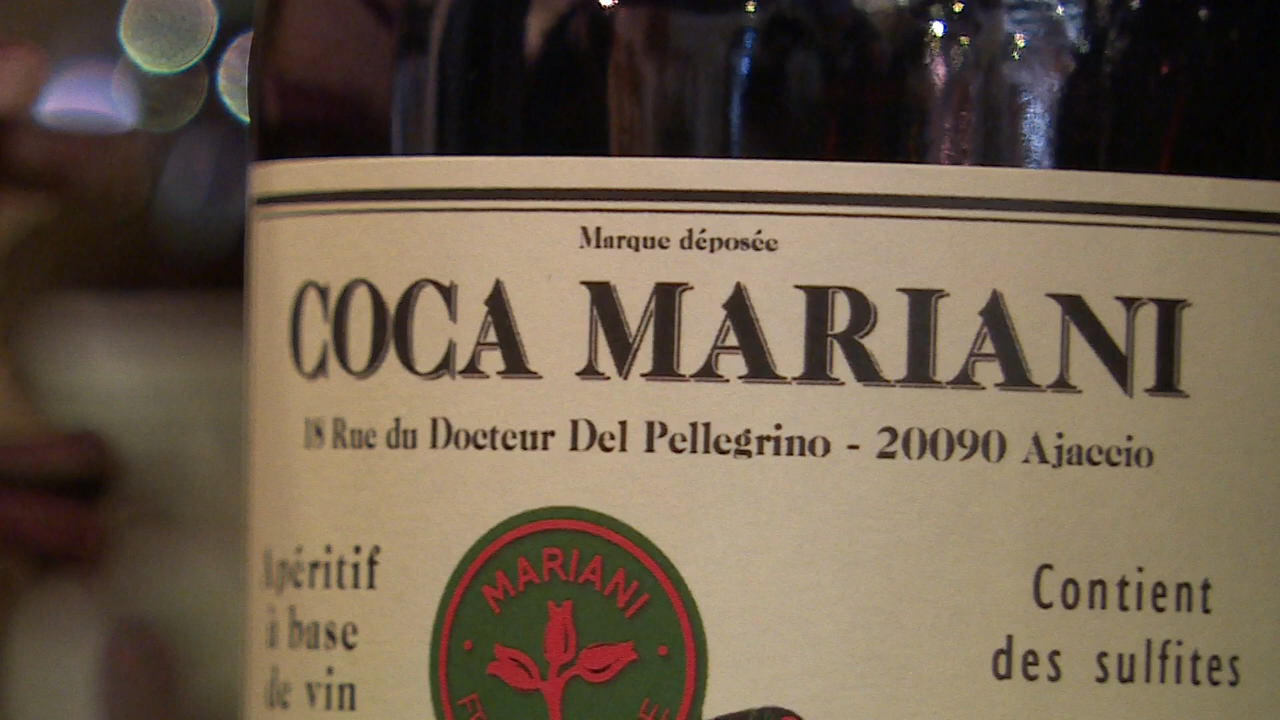 Marque déposée
COCA MARIANI
18 Rue du Docteur Del Pellegrino - 20090 Ajaccio
Apéritif
à base
de vin
MARIANI
Contient
des sulfites